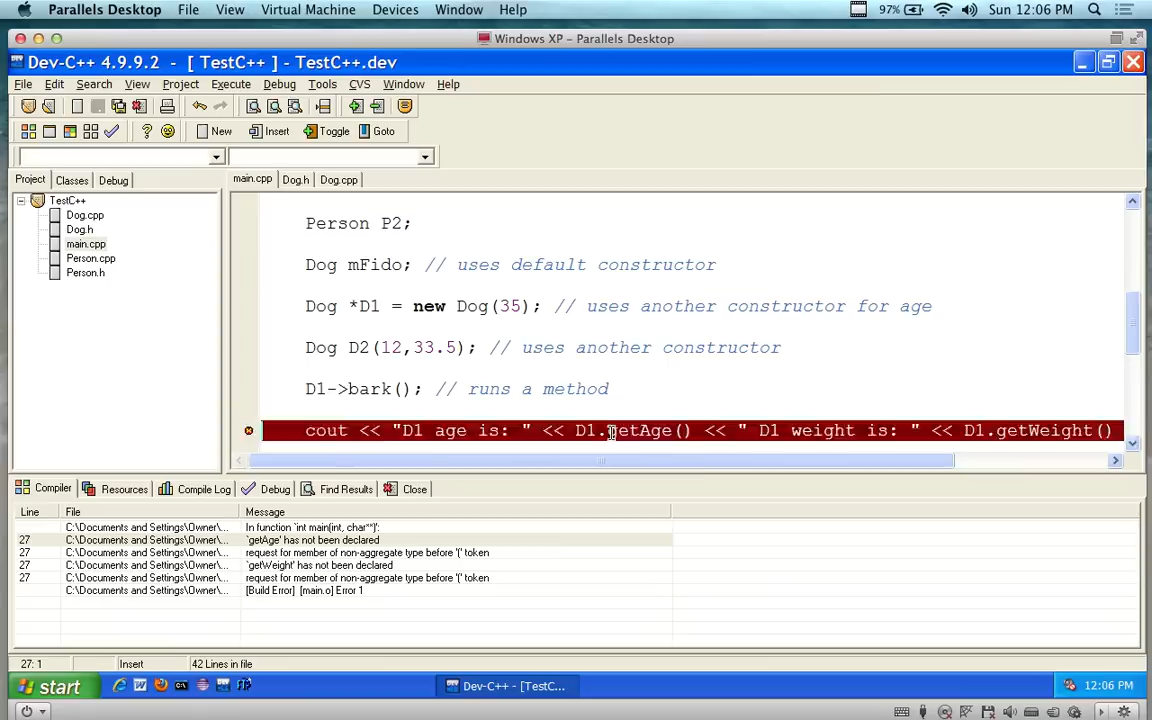 Parallels Desktop File View Virtual Machine Devices Window Help 97% Sun 12:06 PM
Windows XP – Parallels Desktop
Dev-C++ 4.9.9.2 - [ TestC++ ] - TestC++.dev
File Edit Search View Project Execute Debug Tools CVS Window Help
New Insert Toggle Goto
Project Classes Debug main.cpp Dog.h Dog.cpp
TestC++
Dog.cpp
Dog.h
main.cpp
Person.cpp
Person.h
Person P2;
Dog mFido; // uses default constructor
Dog *D1 = new Dog(35); // uses another constructor for age
Dog D2(12,33.5); // uses another constructor
D1->bark(); // runs a method
cout << "D1 age is: " << D1.getAge() << " D1 weight is: " << D1.getWeight()
Compiler Resources Compile Log Debug Find Results Close
Line File Message
C:\Documents and Settings\Owner\... In function `int main(int, char**)':
27 C:\Documents and Settings\Owner\... `getAge' has not been declared
27 C:\Documents and Settings\Owner\... request for member of non-aggregate type before '(' token
27 C:\Documents and Settings\Owner\... `getWeight' has not been declared
27 C:\Documents and Settings\Owner\... request for member of non-aggregate type before '(' token
C:\Documents and Settings\Owner\... [Build Error] [main.o] Error 1
27: 1 Insert 42 Lines in file
start Dev-C++ - [TestC... 12:06 PM